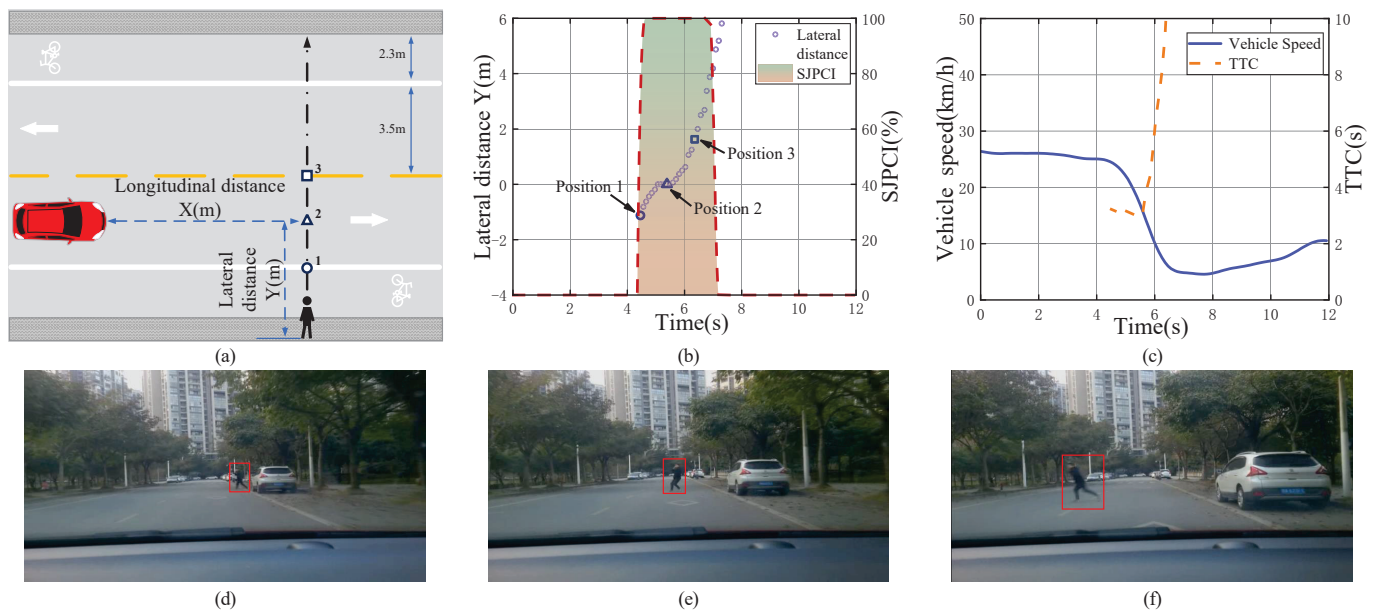 2.3m
3.5m
3
Longitudinal distance
X(m)
2
1
Lateral
distance
Y(m)
(a)
Lateral distance Y(m)
6
4
2
0
−2
−4
Lateral
distance
SJPCI
Position 1
Position 2
Position 3
100
80
60
40
20
0
SJPCI(%)
0 2 4 6 8 10 12
Time(s)
(b)
Vehicle speed(km/h)
50
40
30
20
10
0
Vehicle Speed
TTC
10
8
6
4
2
0
TTC(s)
0 2 4 6 8 10 12
Time(s)
(c)
(d)
(e)
(f)